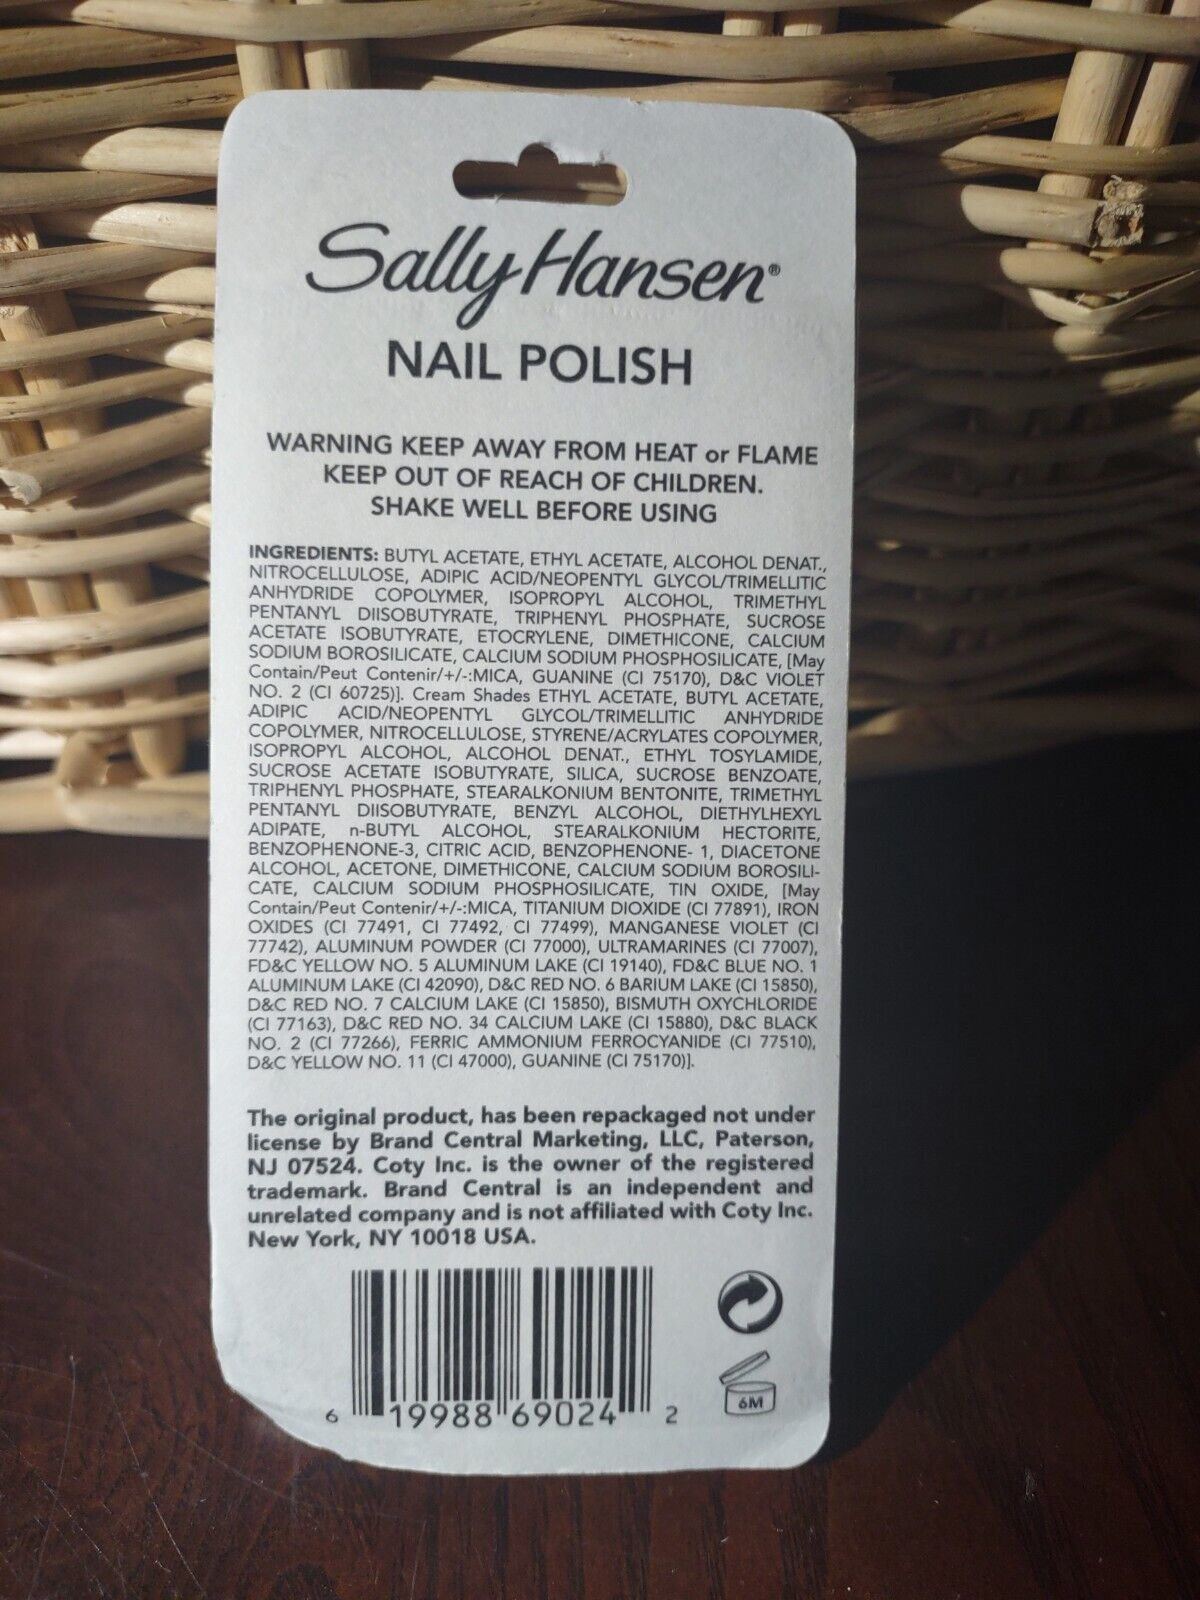 Sally Hansen®
NAIL POLISH
WARNING KEEP AWAY FROM HEAT or FLAME
KEEP OUT OF REACH OF CHILDREN.
SHAKE WELL BEFORE USING
INGREDIENTS: BUTYL ACETATE, ETHYL ACETATE, ALCOHOL DENAT.,
NITROCELLULOSE, ADIPIC ACID/NEOPENTYL GLYCOL/TRIMELLITIC
ANHYDRIDE COPOLYMER, ISOPROPYL ALCOHOL, TRIMETHYL
PENTANYL DIISOBUTYRATE, TRIPHENYL PHOSPHATE, SUCROSE
ACETATE ISOBUTYRATE, ETOCRYLENE, DIMETHICONE, CALCIUM
SODIUM BOROSILICATE, CALCIUM SODIUM PHOSPHOSILICATE, [May
Contain/Peut Contenir/+/-:MICA, GUANINE (CI 75170), D&C VIOLET
NO. 2 (CI 60725)]. Cream Shades ETHYL ACETATE, BUTYL ACETATE,
ADIPIC ACID/NEOPENTYL GLYCOL/TRIMELLITIC ANHYDRIDE
COPOLYMER, NITROCELLULOSE, STYRENE/ACRYLATES COPOLYMER,
ISOPROPYL ALCOHOL, ALCOHOL DENAT., ETHYL TOSYLAMIDE,
SUCROSE ACETATE ISOBUTYRATE, SILICA, SUCROSE BENZOATE,
TRIPHENYL PHOSPHATE, STEARALKONIUM BENTONITE, TRIMETHYL
PENTANYL DIISOBUTYRATE, BENZYL ALCOHOL, DIETHYLHEXYL
ADIPATE, n-BUTYL ALCOHOL, STEARALKONIUM HECTORITE,
BENZOPHENONE-3, CITRIC ACID, BENZOPHENONE- 1, DIACETONE
ALCOHOL, ACETONE, DIMETHICONE, CALCIUM SODIUM BOROSILI-
CATE, CALCIUM SODIUM PHOSPHOSILICATE, TIN OXIDE, [May
Contain/Peut Contenir/+/-:MICA, TITANIUM DIOXIDE (CI 77891), IRON
OXIDES (CI 77491, CI 77492, CI 77499), MANGANESE VIOLET (CI
77742), ALUMINUM POWDER (CI 77000), ULTRAMARINES (CI 77007),
FD&C YELLOW NO. 5 ALUMINUM LAKE (CI 19140), FD&C BLUE NO. 1
ALUMINUM LAKE (CI 42090), D&C RED NO. 6 BARIUM LAKE (CI 15850),
D&C RED NO. 7 CALCIUM LAKE (CI 15850), BISMUTH OXYCHLORIDE
(CI 77163), D&C RED NO. 34 CALCIUM LAKE (CI 15880), D&C BLACK
NO. 2 (CI 77266), FERRIC AMMONIUM FERROCYANIDE (CI 77510),
D&C YELLOW NO. 11 (CI 47000), GUANINE (CI 75170)].
The original product, has been repackaged not under
license by Brand Central Marketing, LLC, Paterson,
NJ 07524. Coty Inc. is the owner of the registered
trademark. Brand Central is an independent and
unrelated company and is not affiliated with Coty Inc.
New York, NY 10018 USA.
6 19988 69024 2
6M